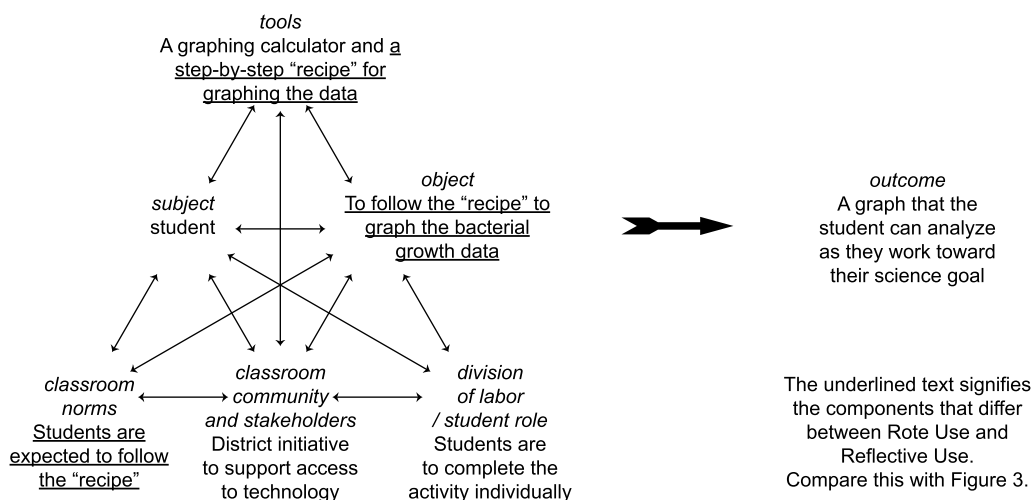 tools
A graphing calculator and a
step-by-step “recipe” for
graphing the data
subject
student
object
To follow the “recipe” to
graph the bacterial
growth data
outcome
A graph that the
student can analyze
as they work toward
their science goal
classroom
norms
Students are
expected to follow
the “recipe”
classroom
community
and stakeholders
District initiative
to support access
to technology
division
of labor
/ student role
Students are
to complete the
activity individually
The underlined text signifies
the components that differ
between Rote Use and
Reflective Use.
Compare this with Figure 3.